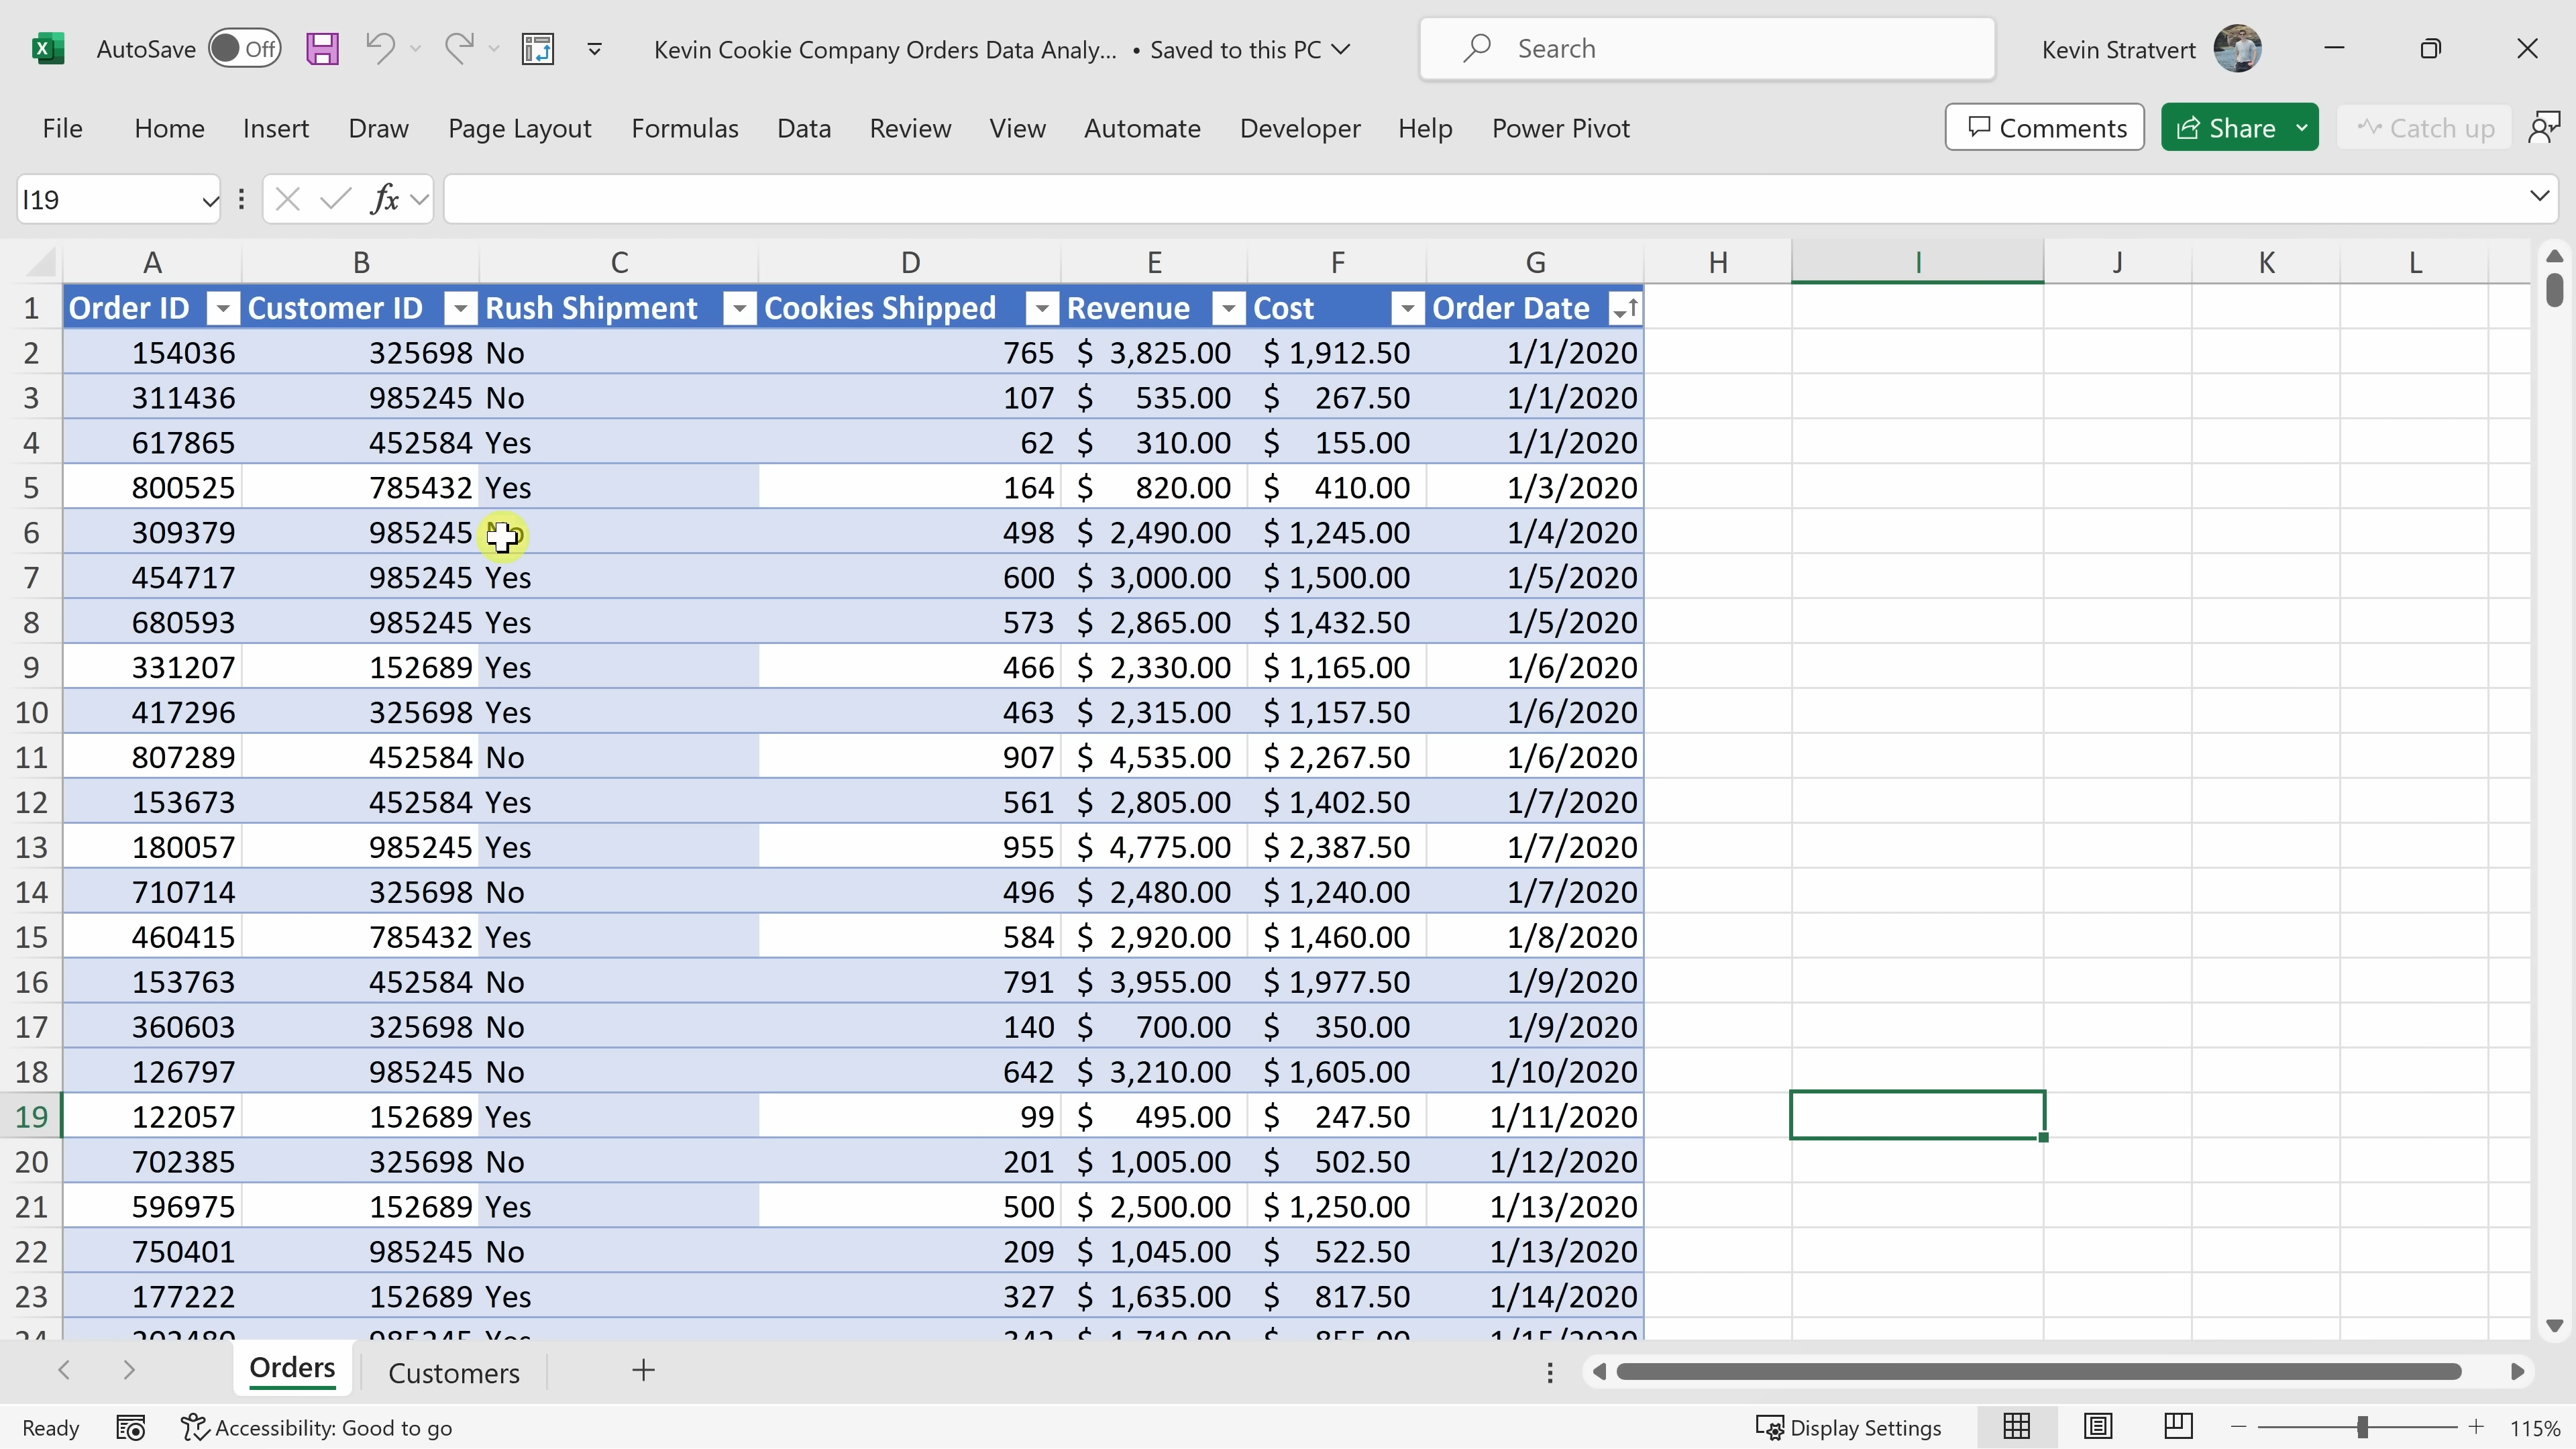 AutoSave Off Kevin Cookie Company Orders Data Analy... • Saved to this PC Search Kevin Stratvert
File Home Insert Draw Page Layout Formulas Data Review View Automate Developer Help Power Pivot Comments Share Catch up
I19 fx
A B C D E F G H I J K L
1 Order ID Customer ID Rush Shipment Cookies Shipped Revenue Cost Order Date
2 154036 325698 No 765 $ 3,825.00 $ 1,912.50 1/1/2020
3 311436 985245 No 107 $ 535.00 $ 267.50 1/1/2020
4 617865 452584 Yes 62 $ 310.00 $ 155.00 1/1/2020
5 800525 785432 Yes 164 $ 820.00 $ 410.00 1/3/2020
6 309379 985245 498 $ 2,490.00 $ 1,245.00 1/4/2020
7 454717 985245 Yes 600 $ 3,000.00 $ 1,500.00 1/5/2020
8 680593 985245 Yes 573 $ 2,865.00 $ 1,432.50 1/5/2020
9 331207 152689 Yes 466 $ 2,330.00 $ 1,165.00 1/6/2020
10 417296 325698 Yes 463 $ 2,315.00 $ 1,157.50 1/6/2020
11 807289 452584 No 907 $ 4,535.00 $ 2,267.50 1/6/2020
12 153673 452584 Yes 561 $ 2,805.00 $ 1,402.50 1/7/2020
13 180057 985245 Yes 955 $ 4,775.00 $ 2,387.50 1/7/2020
14 710714 325698 No 496 $ 2,480.00 $ 1,240.00 1/7/2020
15 460415 785432 Yes 584 $ 2,920.00 $ 1,460.00 1/8/2020
16 153763 452584 No 791 $ 3,955.00 $ 1,977.50 1/9/2020
17 360603 325698 No 140 $ 700.00 $ 350.00 1/9/2020
18 126797 985245 No 642 $ 3,210.00 $ 1,605.00 1/10/2020
19 122057 152689 Yes 99 $ 495.00 $ 247.50 1/11/2020
20 702385 325698 No 201 $ 1,005.00 $ 502.50 1/12/2020
21 596975 152689 Yes 500 $ 2,500.00 $ 1,250.00 1/13/2020
22 750401 985245 No 209 $ 1,045.00 $ 522.50 1/13/2020
23 177222 152689 Yes 327 $ 1,635.00 $ 817.50 1/14/2020
Orders Customers
Ready Accessibility: Good to go Display Settings 115%